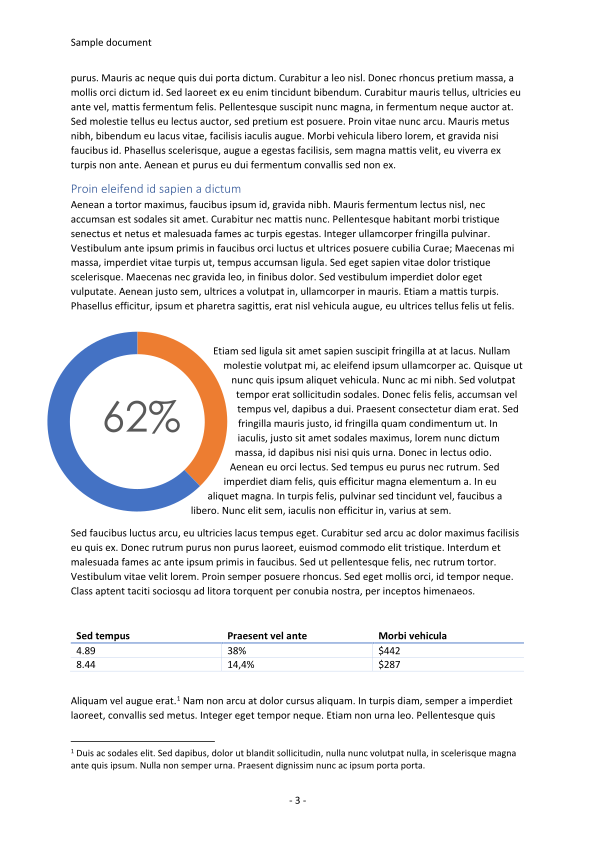 Sample document
purus. Mauris ac neque quis dui porta dictum. Curabitur a leo nisl. Donec rhoncus pretium massa, a
mollis orci dictum id. Sed laoreet ex eu enim tincidunt bibendum. Curabitur mauris tellus, ultricies eu
ante vel, mattis fermentum felis. Pellentesque suscipit nunc magna, in fermentum neque auctor at.
Sed molestie tellus eu lectus auctor, sed pretium est posuere. Proin vitae nunc arcu. Mauris metus
nibh, bibendum eu lacus vitae, facilisis iaculis augue. Morbi vehicula libero lorem, et gravida nisi
faucibus id. Phasellus scelerisque, augue a egestas facilisis, sem magna mattis velit, eu viverra ex
turpis non ante. Aenean et purus eu dui fermentum convallis sed non ex.
Proin eleifend id sapien a dictum
Aenean a tortor maximus, faucibus ipsum id, gravida nibh. Mauris fermentum lectus nisl, nec
accumsan est sodales sit amet. Curabitur nec mattis nunc. Pellentesque habitant morbi tristique
senectus et netus et malesuada fames ac turpis egestas. Integer ullamcorper fringilla pulvinar.
Vestibulum ante ipsum primis in faucibus orci luctus et ultrices posuere cubilia Curae; Maecenas mi
massa, imperdiet vitae turpis ut, tempus accumsan ligula. Sed eget sapien vitae dolor tristique
scelerisque. Maecenas nec gravida leo, in finibus dolor. Sed vestibulum imperdiet dolor eget
vulputate. Aenean justo sem, ultrices a volutpat in, ullamcorper in mauris. Etiam a mattis turpis.
Phasellus efficitur, ipsum et pharetra sagittis, erat nisl vehicula augue, eu ultrices tellus felis ut felis.
62%
Etiam sed ligula sit amet sapien suscipit fringilla at at lacus. Nullam
molestie volutpat mi, ac eleifend ipsum ullamcorper ac. Quisque ut
nunc quis ipsum aliquet vehicula. Nunc ac mi nibh. Sed volutpat
tempor erat sollicitudin sodales. Donec felis felis, accumsan vel
tempus vel, dapibus a dui. Praesent consectetur diam erat. Sed
fringilla mauris justo, id fringilla quam condimentum ut. In
iaculis, justo sit amet sodales maximus, lorem nunc dictum
massa, id dapibus nisi nisi quis urna. Donec in lectus odio.
Aenean eu orci lectus. Sed tempus eu purus nec rutrum. Sed
imperdiet diam felis, quis efficitur magna elementum a. In eu
aliquet magna. In turpis felis, pulvinar sed tincidunt vel, faucibus a
libero. Nunc elit sem, iaculis non efficitur in, varius at sem.
Sed faucibus luctus arcu, eu ultricies lacus tempus eget. Curabitur sed arcu ac dolor maximus facilisis
eu quis ex. Donec rutrum purus non purus laoreet, euismod commodo elit tristique. Interdum et
malesuada fames ac ante ipsum primis in faucibus. Sed ut pellentesque felis, nec rutrum tortor.
Vestibulum vitae velit lorem. Proin semper posuere rhoncus. Sed eget mollis orci, id tempor neque.
Class aptent taciti sociosqu ad litora torquent per conubia nostra, per inceptos himenaeos.
Sed tempus Praesent vel ante Morbi vehicula
4.89 38% $442
8.44 14,4% $287
Aliquam vel augue erat.¹ Nam non arcu at dolor cursus aliquam. In turpis diam, semper a imperdiet
laoreet, convallis sed metus. Integer eget tempor neque. Etiam non urna leo. Pellentesque quis
¹ Duis ac sodales elit. Sed dapibus, dolor ut blandit sollicitudin, nulla nunc volutpat nulla, in scelerisque magna
ante quis ipsum. Nulla non semper urna. Praesent dignissim nunc ac ipsum porta porta.
- 3 -